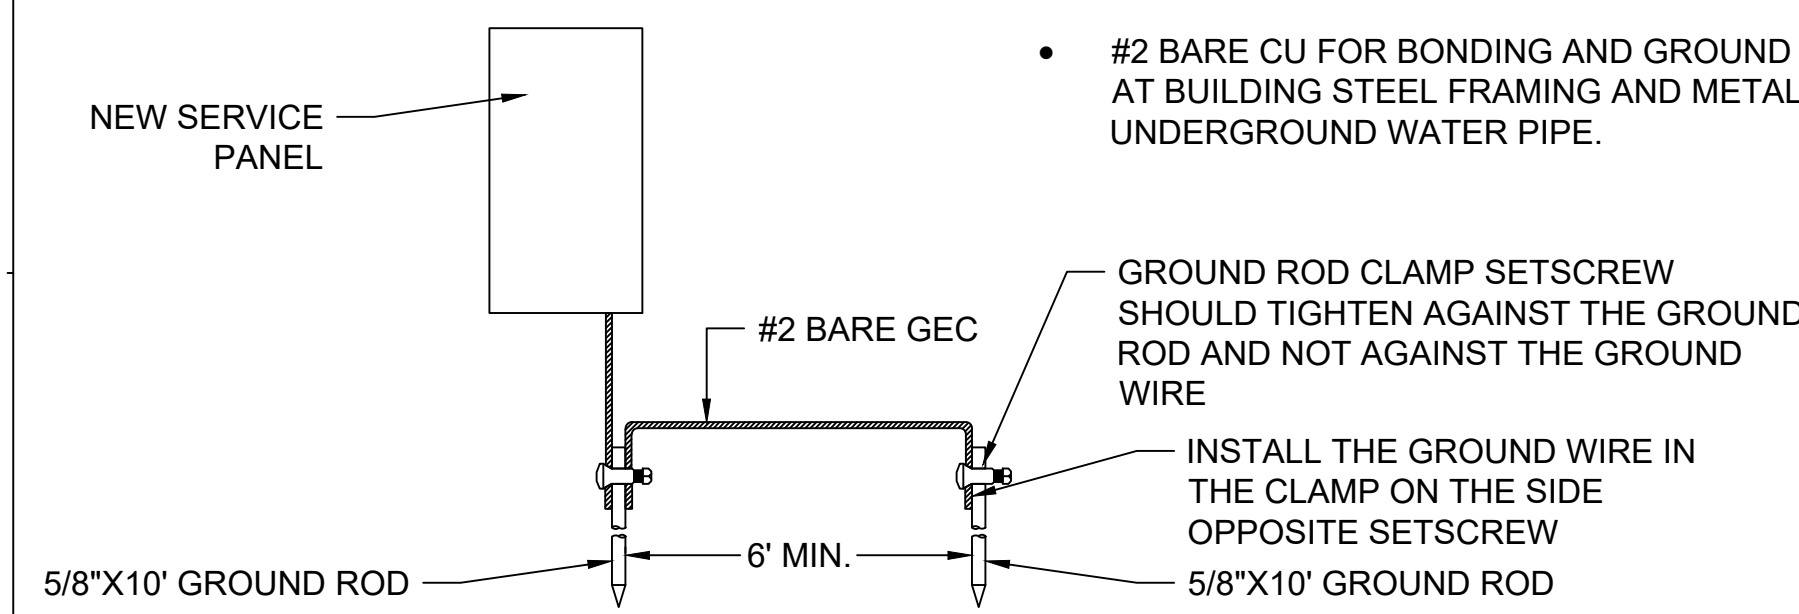 • #2 BARE CU FOR BONDING AND GROUND
AT BUILDING STEEL FRAMING AND METAL
UNDERGROUND WATER PIPE.
NEW SERVICE
PANEL
GROUND ROD CLAMP SETSCREW
SHOULD TIGHTEN AGAINST THE GROUND
ROD AND NOT AGAINST THE GROUND
WIRE
#2 BARE GEC
INSTALL THE GROUND WIRE IN
THE CLAMP ON THE SIDE
OPPOSITE SETSCREW
6' MIN.
5/8"X10' GROUND ROD
5/8"X10' GROUND ROD